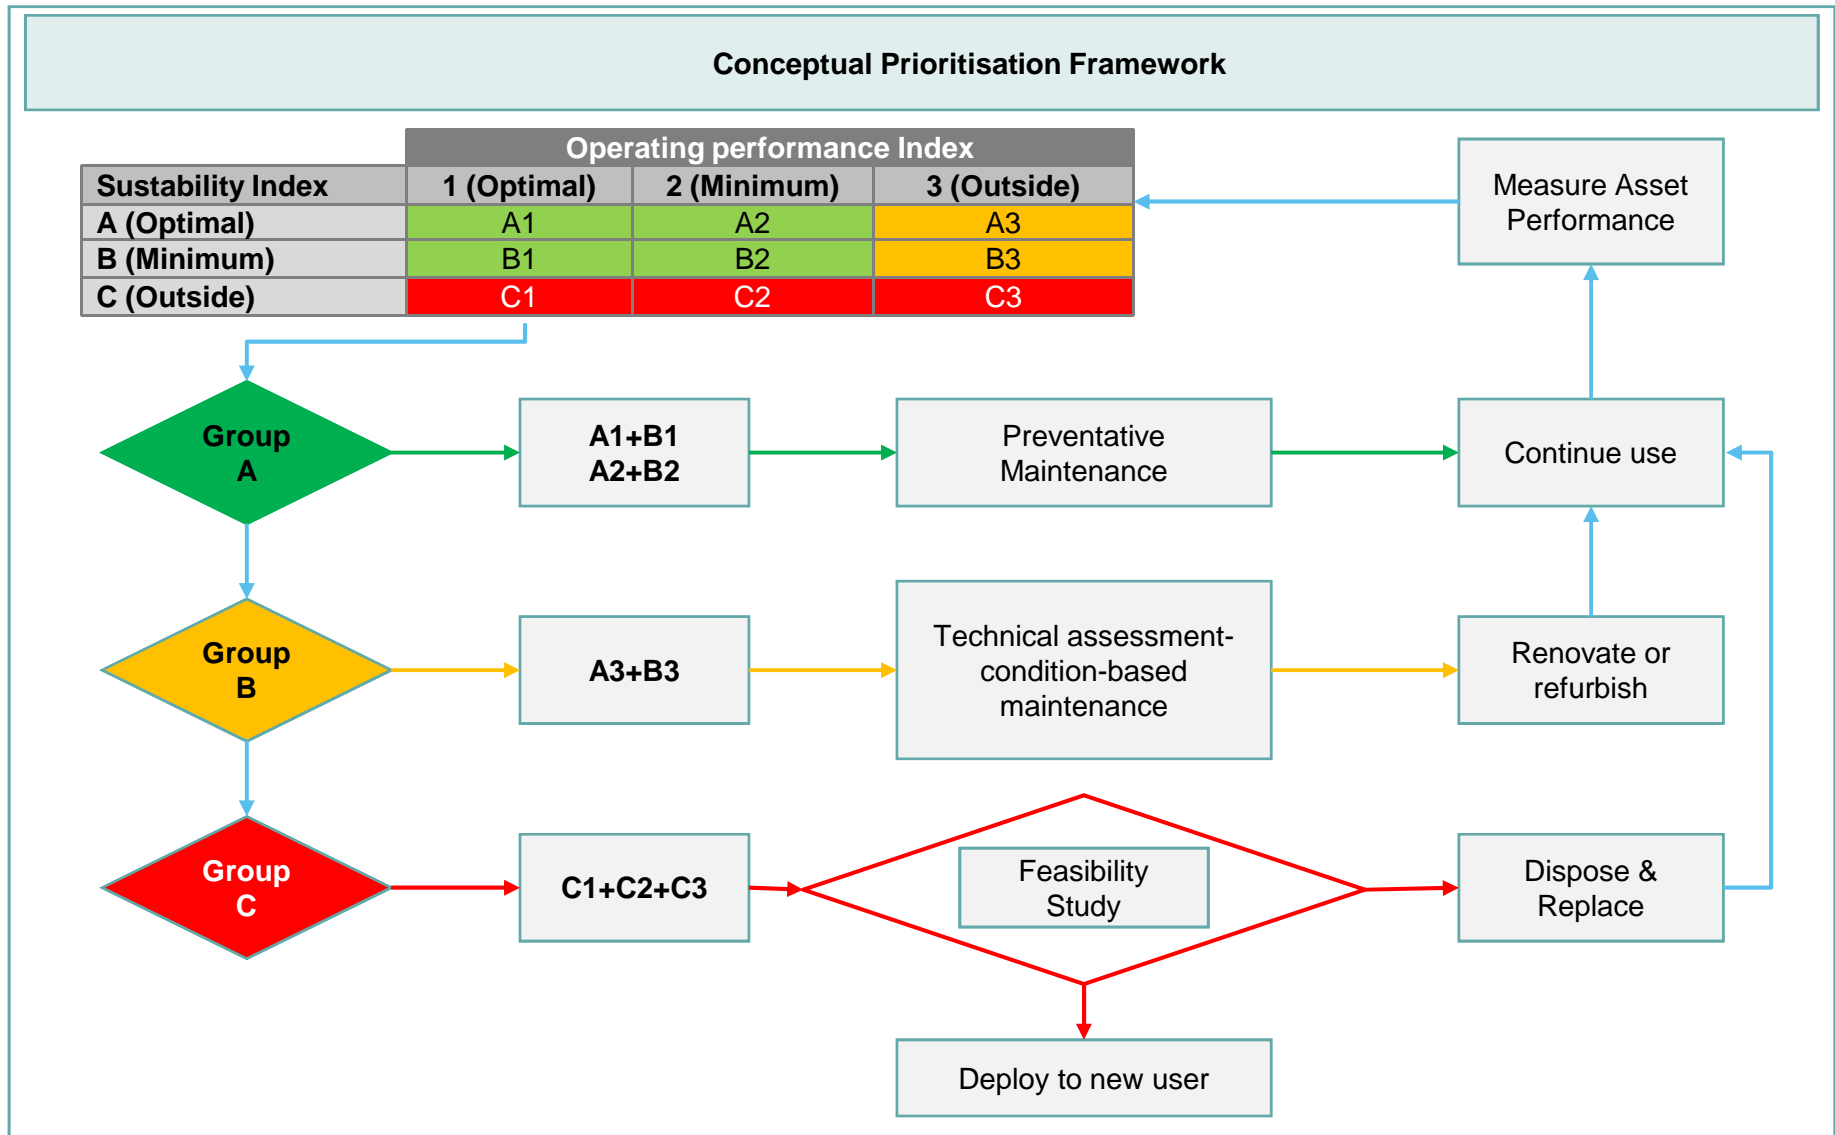 Conceptual Prioritisation Framework
Operating performance Index
Sustability Index 1 (Optimal) 2 (Minimum) 3 (Outside)
A (Optimal) A1 A2 A3
B (Minimum) B1 B2 B3
C (Outside) C1 C2 C3
Measure Asset
Performance
Group
A
A1+B1
A2+B2
Preventative
Maintenance
Continue use
Group
B
A3+B3
Technical assessment-
condition-based
maintenance
Renovate or
refurbish
Group
C
C1+C2+C3
Feasibility
Study
Dispose &
Replace
Deploy to new user